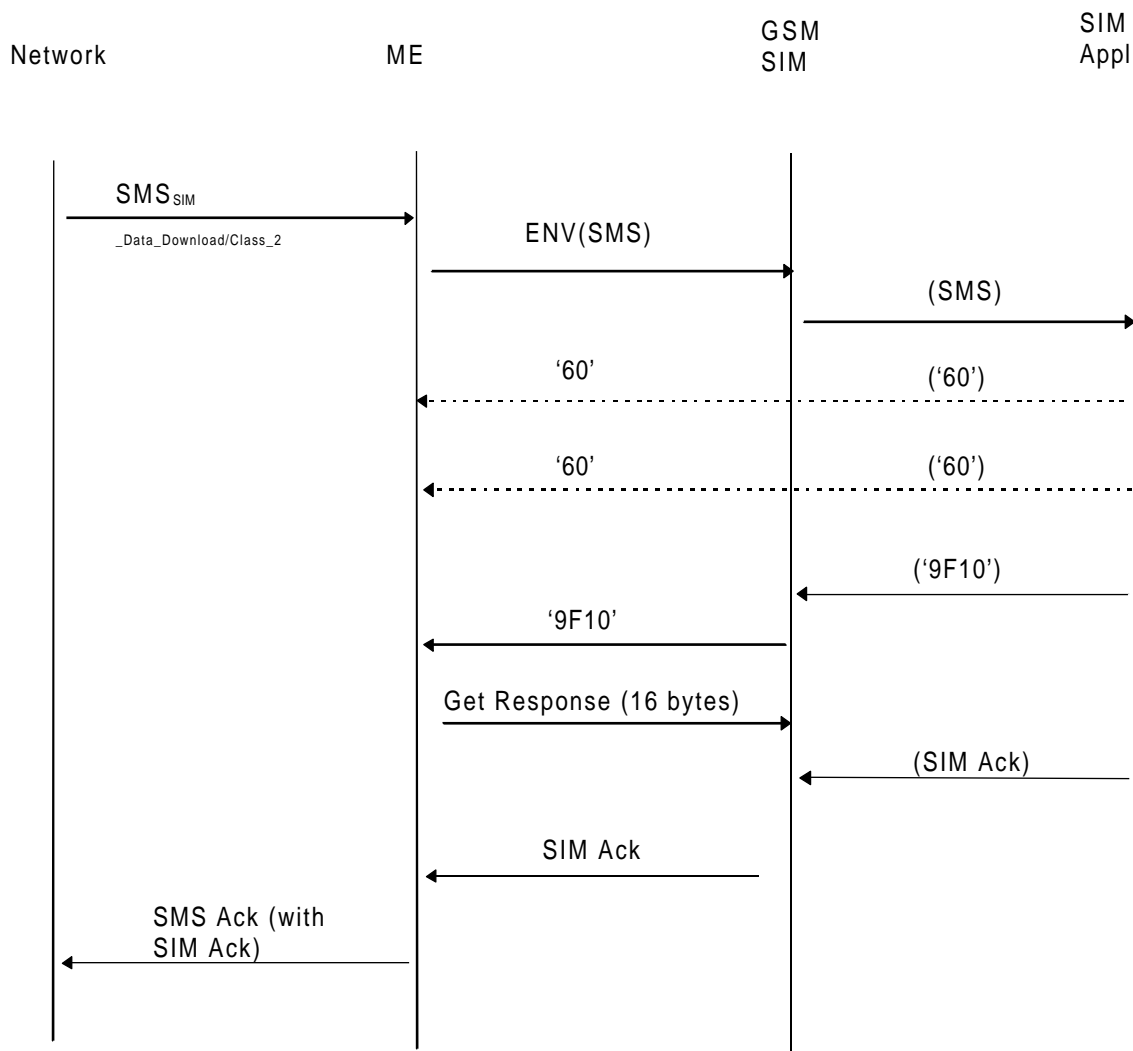 Network
ME
GSM
SIM
SIM
Appl
SMSSIM
_Data_Download/Class_2
ENV(SMS)
(SMS)
‘60’
(‘60’)
‘60’
(‘60’)
(‘9F10’)
‘9F10’
Get Response (16 bytes)
(SIM Ack)
SIM Ack
SMS Ack (with
SIM Ack)